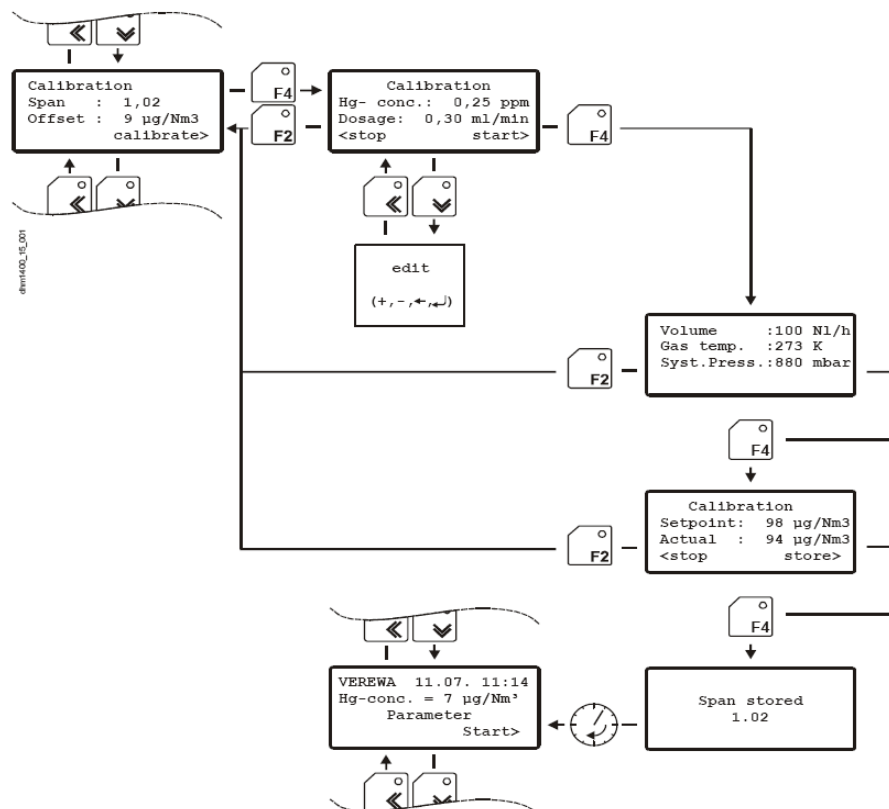 Calibration
Span : 1,02
Offset : 9 µg/Nm3
calibrate>
F4
F2
Calibration
Hg- conc.: 0,25 ppm
Dosage: 0,30 ml/min
<stop start>
F4
edit
(+,-,←,↵)
dhm1400_15_001
Volume :100 Nl/h
Gas temp. :273 K
Syst.Press.:880 mbar
F2
F4
Calibration
Setpoint: 98 µg/Nm3
Actual : 94 µg/Nm3
<stop store>
F2
F4
VEREWA 11.07. 11:14
Hg-conc. = 7 µg/Nm³
Parameter
Start>
Span stored
1.02